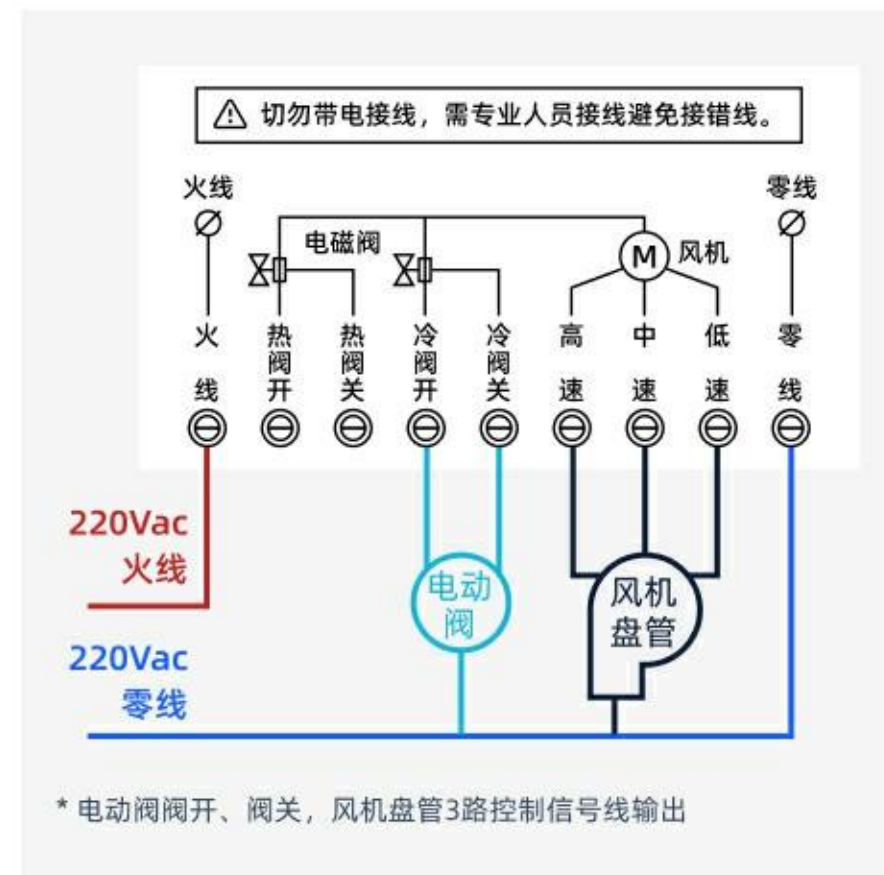 切勿带电接线，需专业人员接线避免接错线。
火线
零线
电磁阀
M
风机
火线
热阀开
热阀关
冷阀开
冷阀关
高速
中速
低速
零线
220Vac
火线
电动阀
风机盘管
220Vac
零线
* 电动阀阀开、阀关，风机盘管3路控制信号线输出